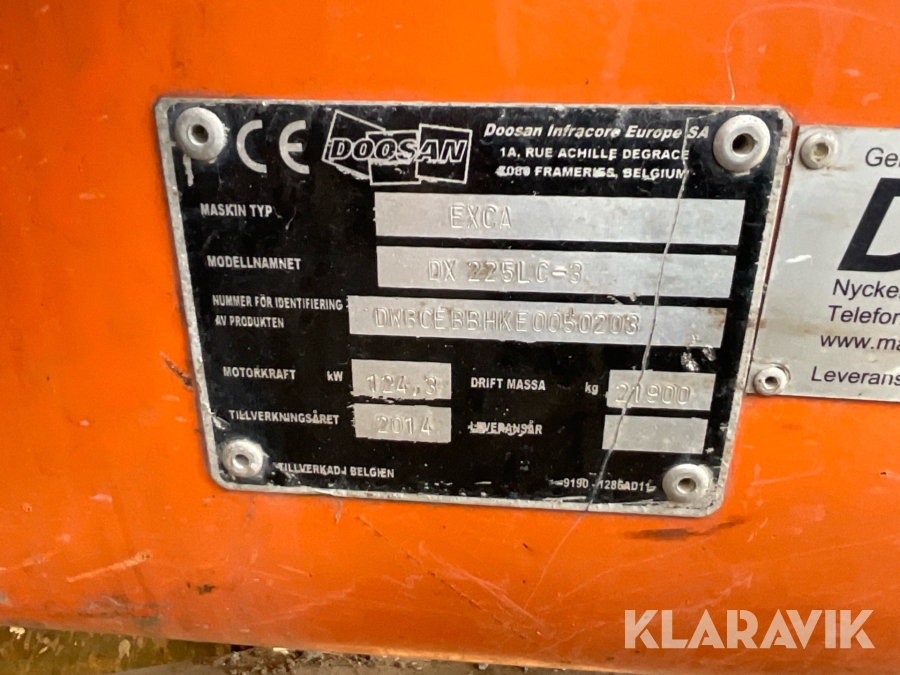 CE DOOSAN Doosan Infracore Europe SA
1A, RUE ACHILLE DEGRACE
7080 FRAMERIES, BELGIUM
MASKIN TYP EXCA
MODELLNAMNET DX 225LC-3
NUMMER FÖR IDENTIFIERING
AV PRODUKTEN DWBCEBBHKE0050203
MOTORKRAFT kW 124,3 DRIFT MASSA kg 21900
TILLVERKNINGSÅRET 2014 LEVERANSÅR
TILLVERKAD I BELGIEN
Nycke
Telefor
www.ma
Leverans
KLARAVIK